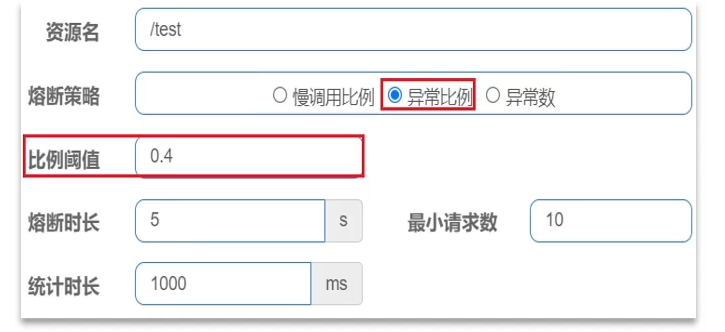 资源名 /test
熔断策略 慢调用比例 异常比例 异常数
比例阈值 0.4
熔断时长 5 s 最小请求数 10
统计时长 1000 ms